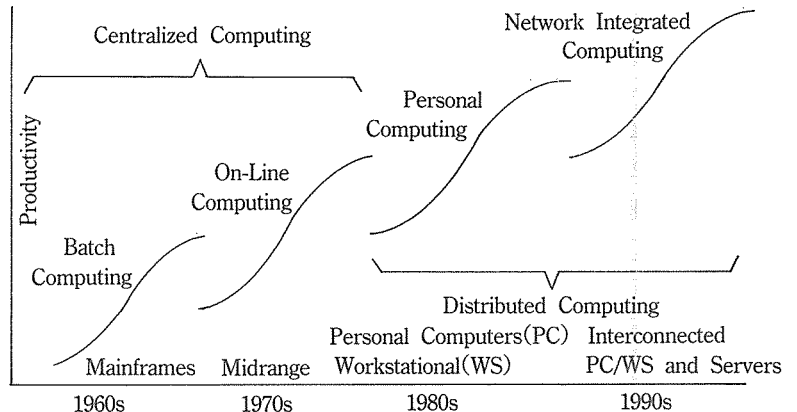 Centralized Computing
Network Integrated
Computing
Personal
Computing
On-Line
Computing
Batch
Computing
Productivity
Distributed Computing
Personal Computers(PC)
Workstational(WS)
Interconnected
PC/WS and Servers
Mainframes
Midrange
1960s
1970s
1980s
1990s